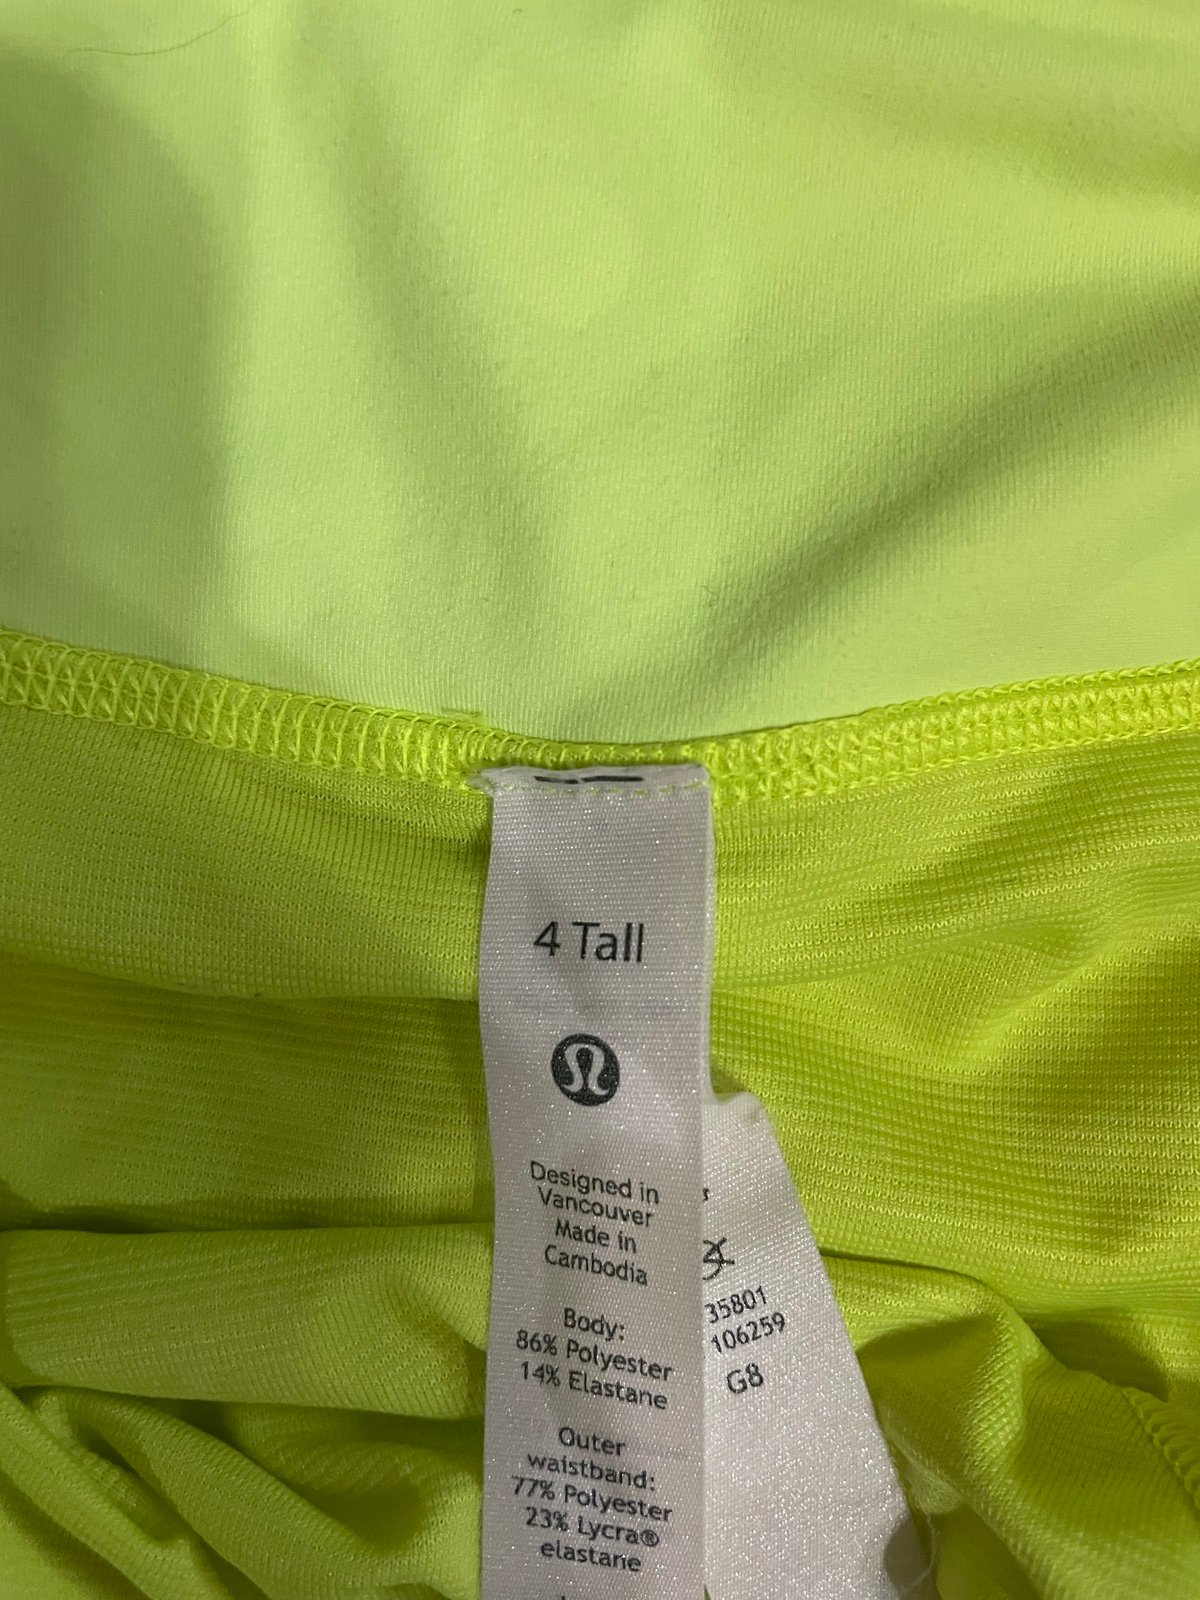 4 Tall
Designed in
Vancouver
Made in
Cambodia
Body:
86% Polyester
14% Elastane
Outer
waistband:
77% Polyester
23% Lycra®
elastane
35801
106259
G8